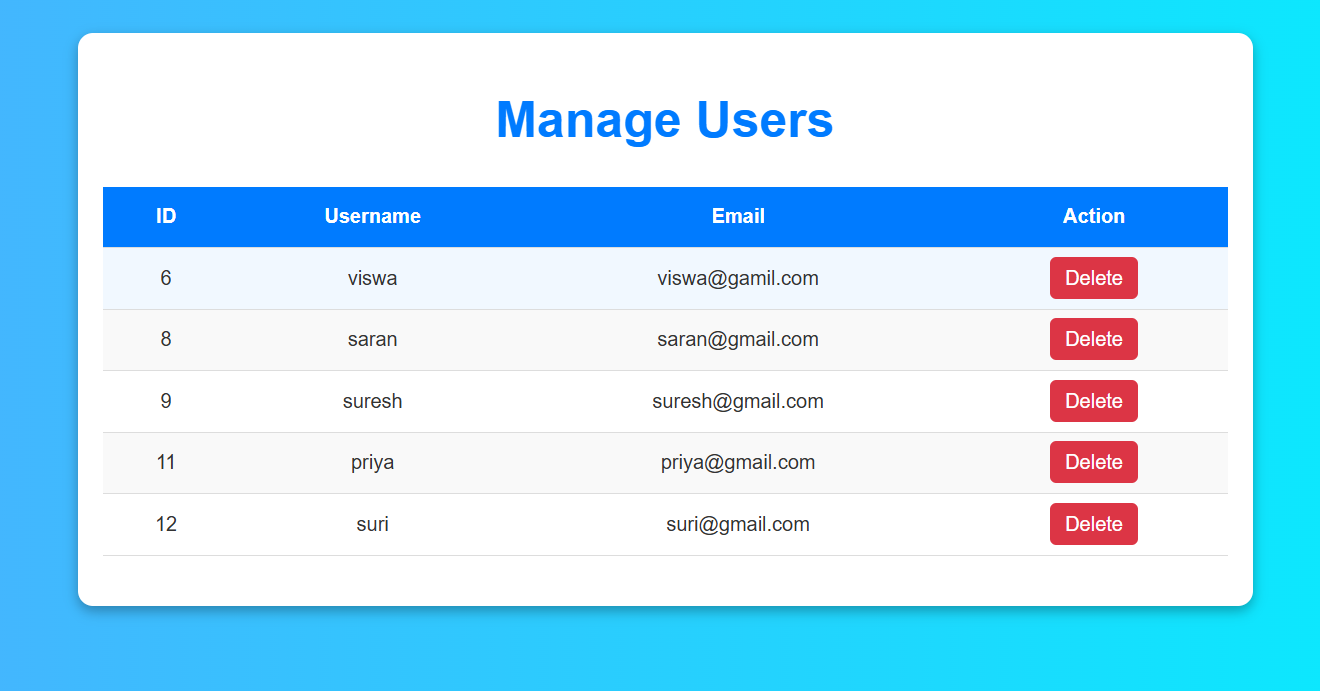 Manage Users
ID Username Email Action
6 viswa viswa@gamil.com Delete
8 saran saran@gmail.com Delete
9 suresh suresh@gmail.com Delete
11 priya priya@gmail.com Delete
12 suri suri@gmail.com Delete